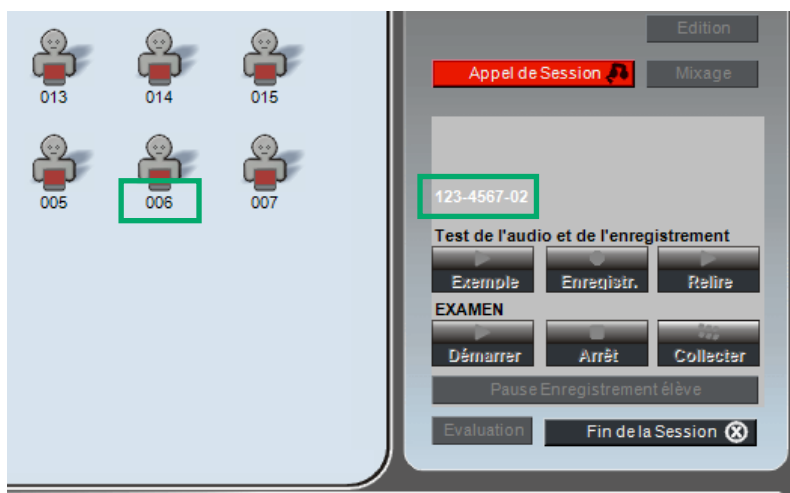 013 014 015
005 006 007
Edition
Appel de Session Mixage
123-4567-02
Test de l'audio et de l'enregistrement
Exemple Enregistr. Relire
EXAMEN
Démarrer Arrêt Collecter
Pause Enregistrement élève
Evaluation Fin de la Session